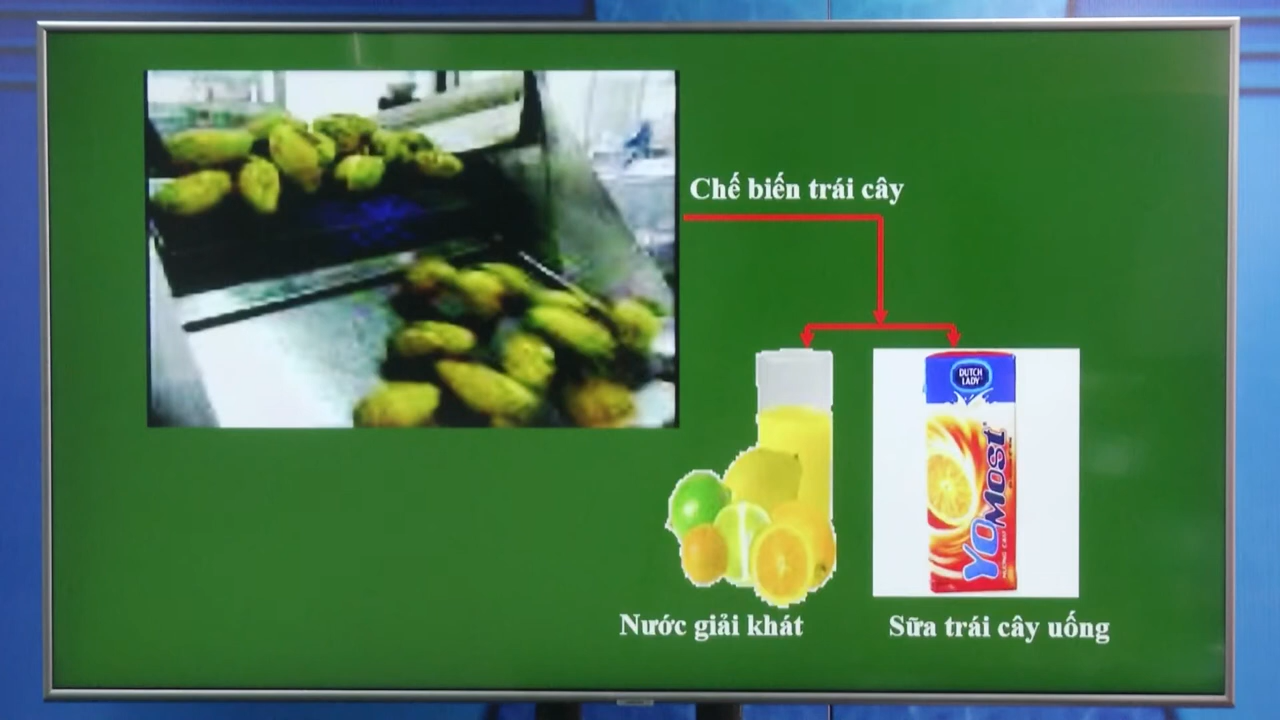 Chế biến trái cây
DUTCH
LADY
YOMOST
Nước giải khát
Sữa trái cây uống